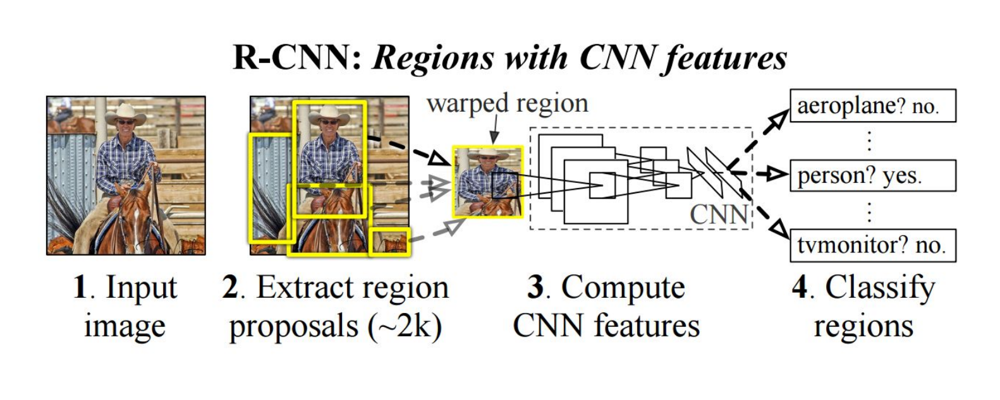 R-CNN: Regions with CNN features
warped region
aeroplane? no.
⋮
person? yes.
⋮
tvmonitor? no.
CNN
1. Input
image
2. Extract region
proposals (~2k)
3. Compute
CNN features
4. Classify
regions